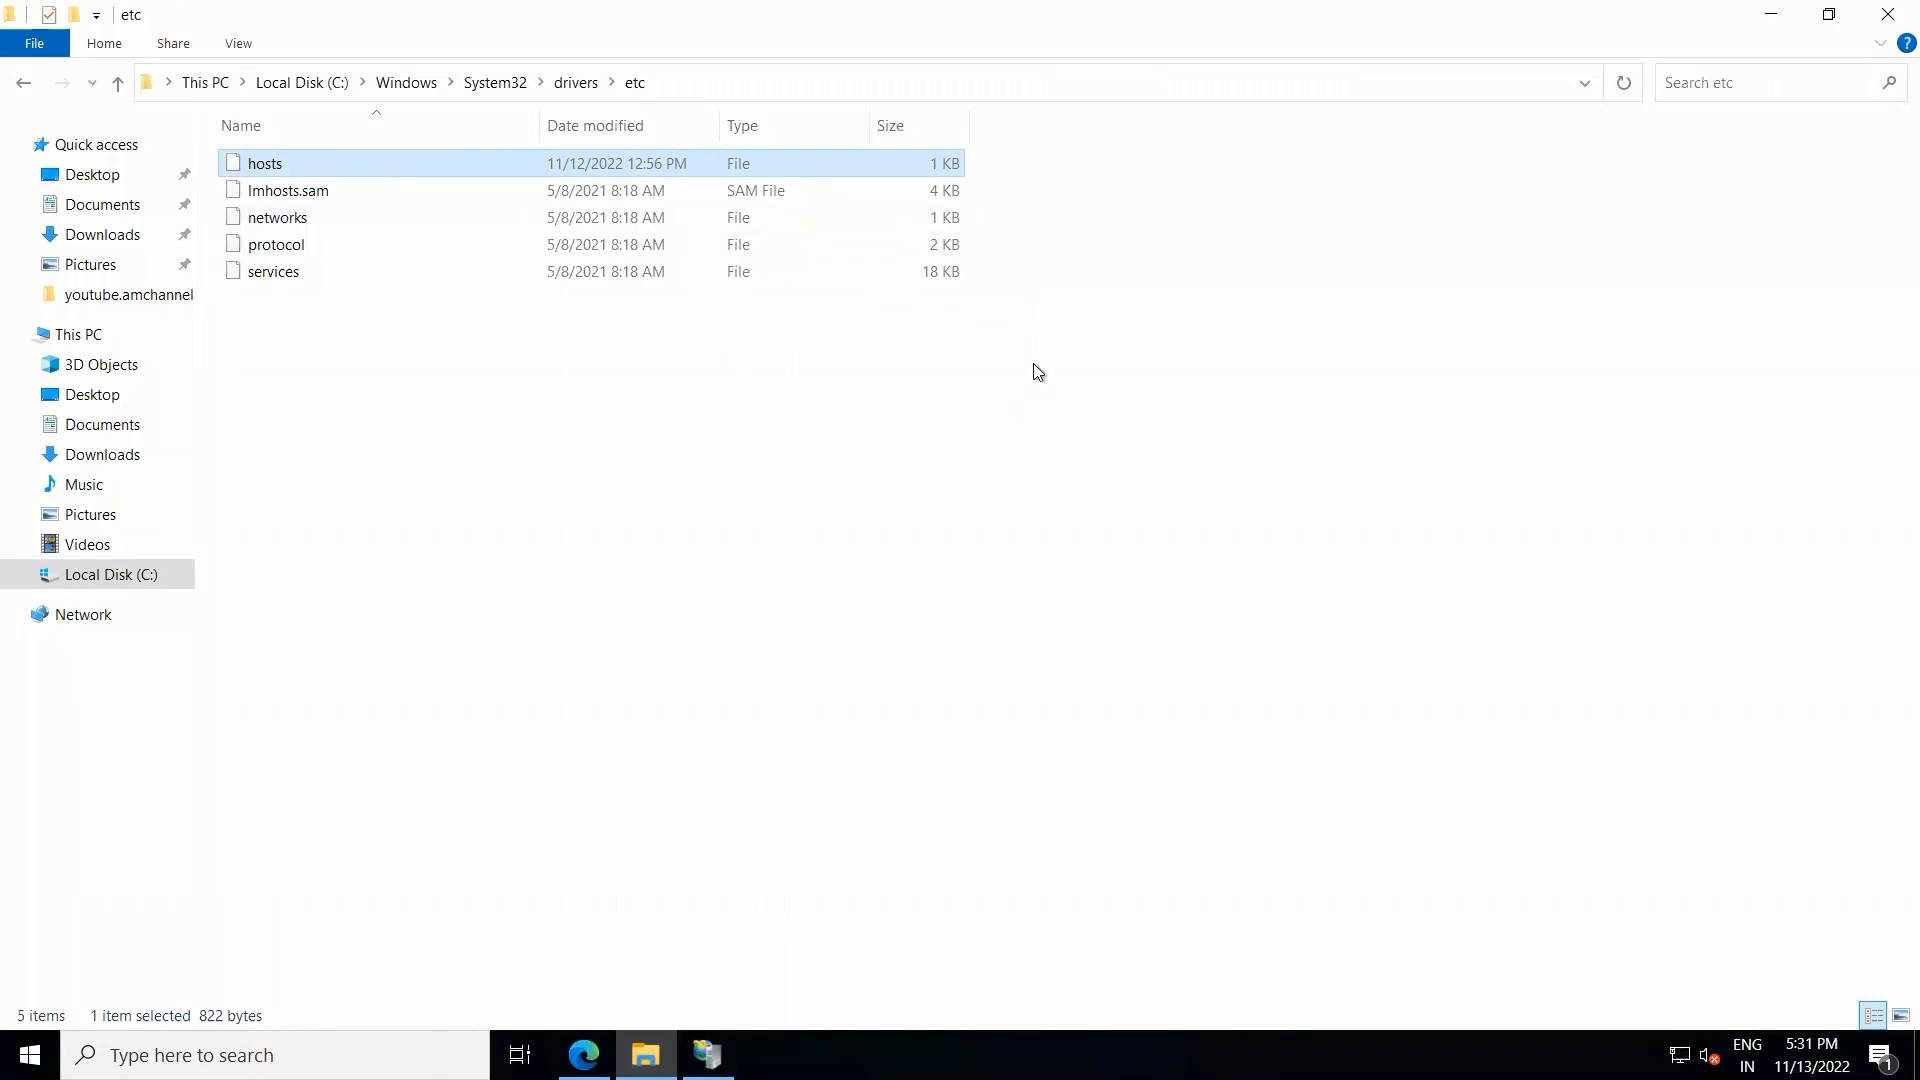 etc
File Home Share View
This PC Local Disk (C:) Windows System32 drivers etc
Search etc
Name Date modified Type Size
hosts 11/12/2022 12:56 PM File 1 KB
lmhosts.sam 5/8/2021 8:18 AM SAM File 4 KB
networks 5/8/2021 8:18 AM File 1 KB
protocol 5/8/2021 8:18 AM File 2 KB
services 5/8/2021 8:18 AM File 18 KB
Quick access
Desktop
Documents
Downloads
Pictures
youtube.amchannel
This PC
3D Objects
Desktop
Documents
Downloads
Music
Pictures
Videos
Local Disk (C:)
Network
5 items 1 item selected 822 bytes
Type here to search
ENG
IN
5:31 PM
11/13/2022
1